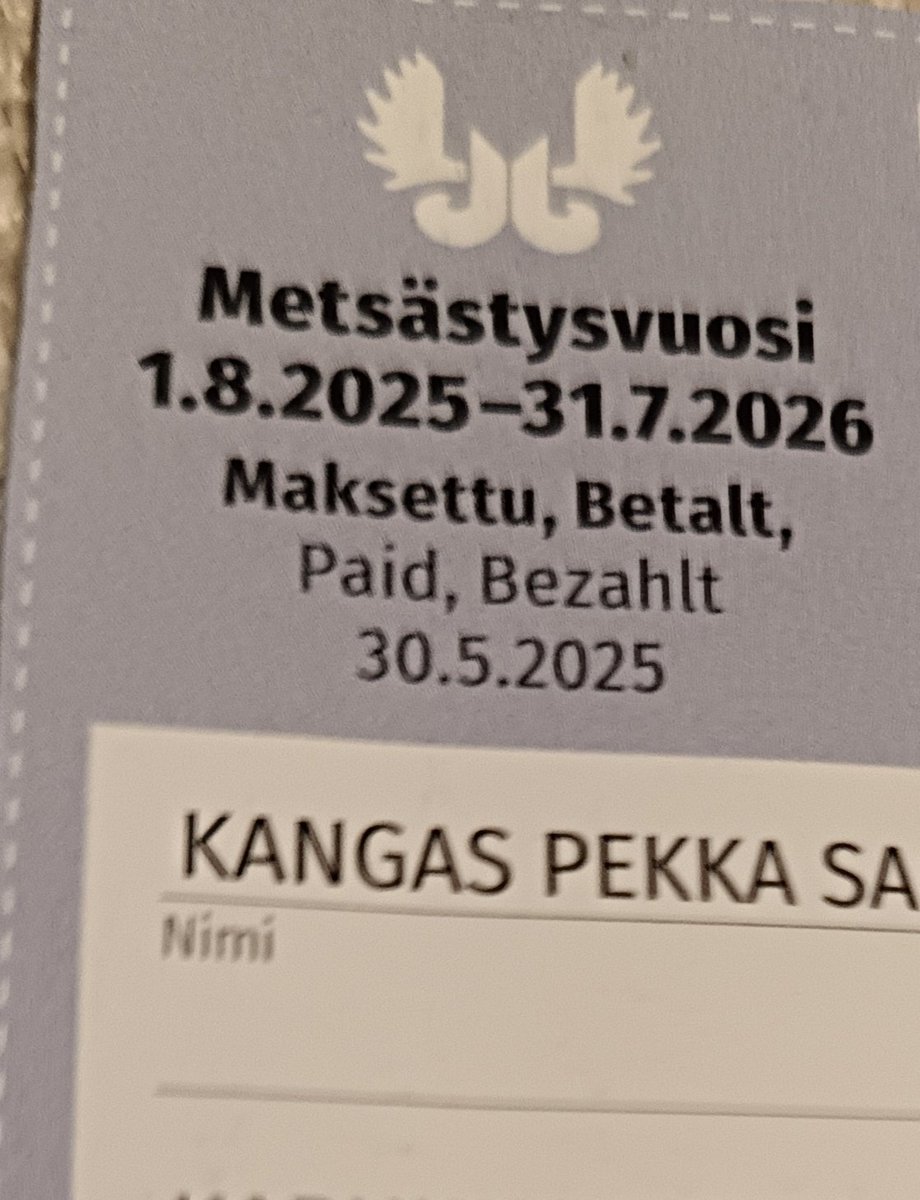 Metsästysvuosi
1.8.2025–31.7.2026
Maksettu, Betalt,
Paid, Bezahlt
30.5.2025
KANGAS PEKKA SA
Nimi